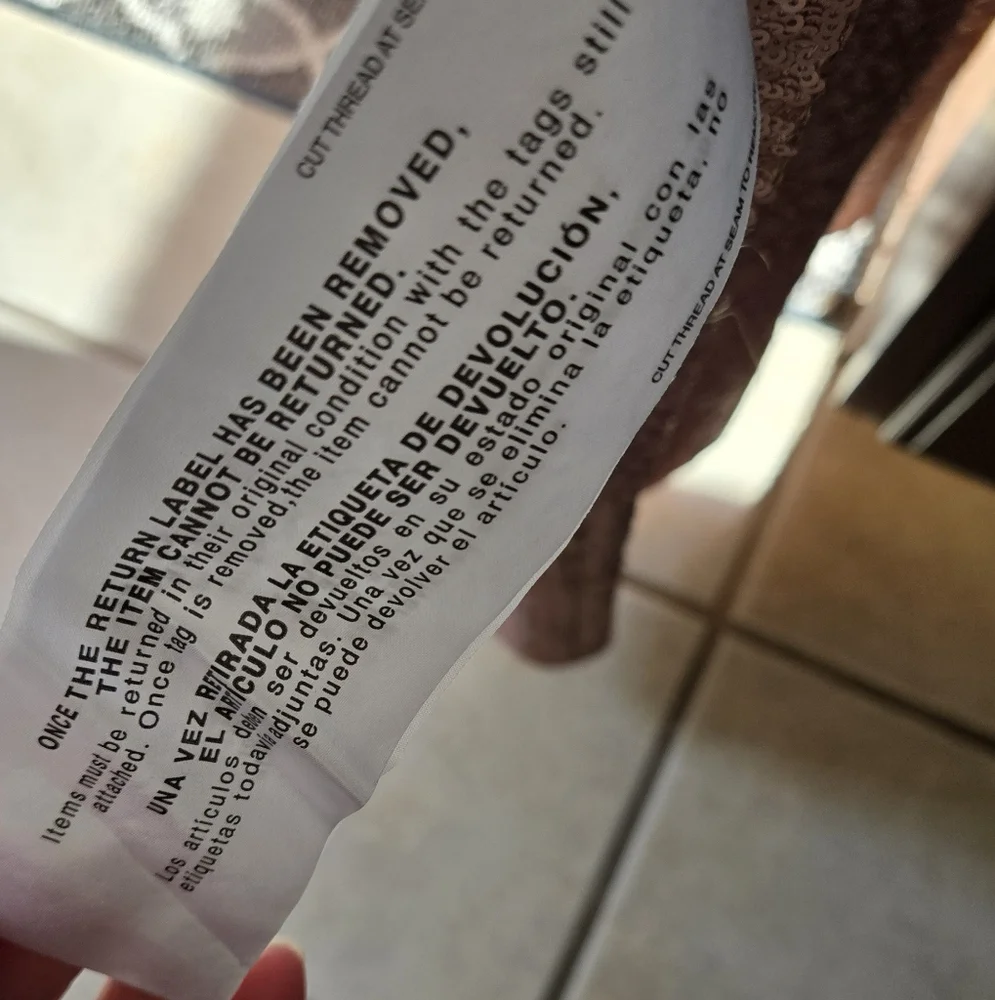 CUT THREAD AT
ONCE THE RETURN LABEL HAS BEEN REMOVED,
THE ITEM CANNOT BE RETURNED.
Items must be returned in their original condition with the tags still
attached. Once tag is removed,the item cannot be returned.
UNA VEZ RETIRADA LA ETIQUETA DE DEVOLUCIÓN,
EL ARTICULO NO PUEDE SER DEVUELTO.
Los articulos deben ser devueltos en su estado original con las
etiquetas todavia adjuntas. Una vez que se elimina la etiqueta, no
se puede devolver el artículo.
CUT THREAD AT SEAM TO